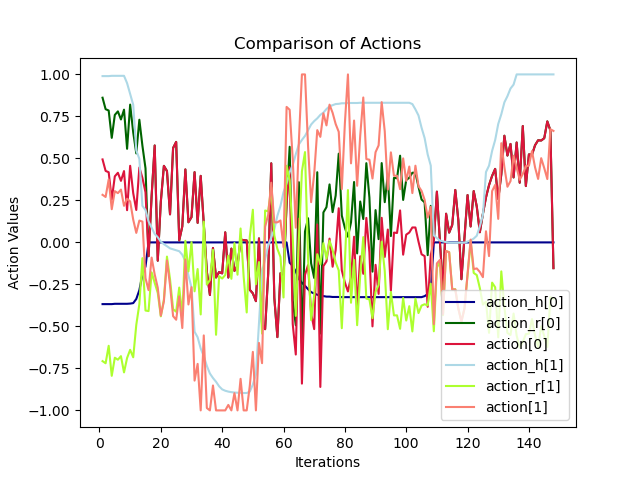 Comparison of Actions
Action Values
1.00
0.75
0.50
0.25
0.00
−0.25
−0.50
−0.75
−1.00
0 20 40 60 80 100 120 140
Iterations
action_h[0]
action_r[0]
action[0]
action_h[1]
action_r[1]
action[1]